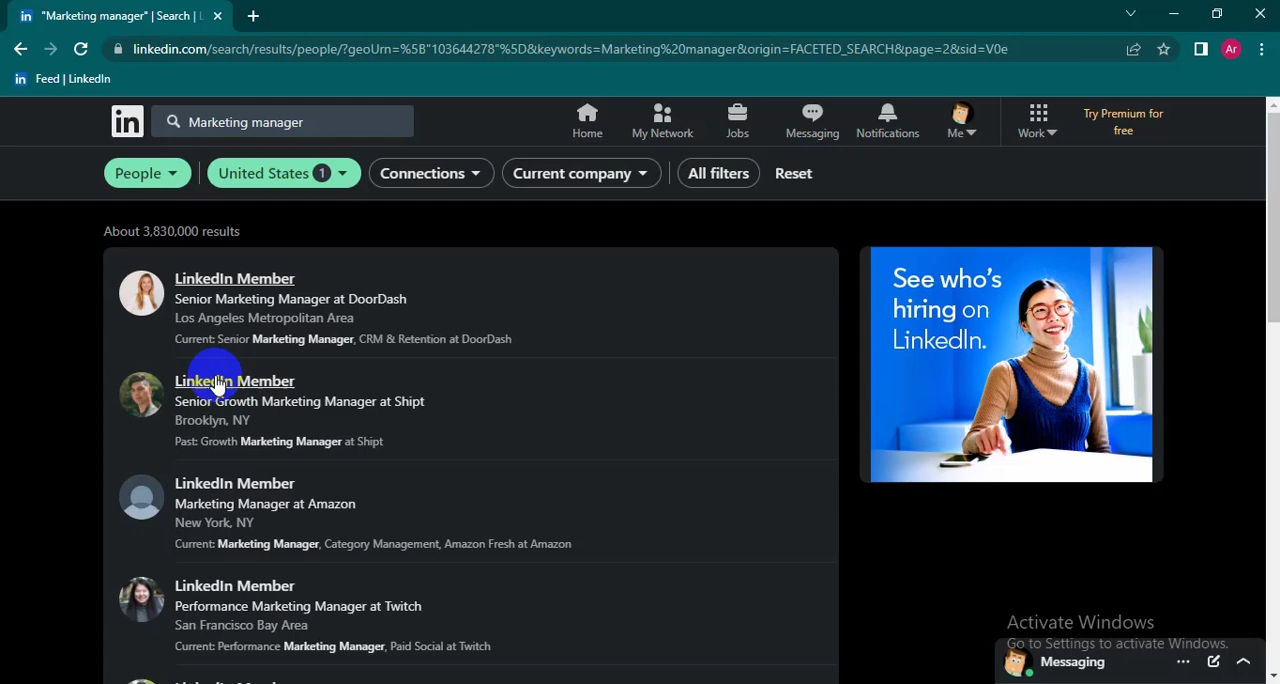 "Marketing manager" | Search | L
linkedin.com/search/results/people/?geoUrn=%5B"103644278"%5D&keywords=Marketing%20manager&origin=FACETED_SEARCH&page=2&sid=V0e
Ar
in Feed | LinkedIn
in Marketing manager
Home My Network Jobs Messaging Notifications Me Work
Try Premium for
free
People United States 1 Connections Current company All filters Reset
About 3,830,000 results
LinkedIn Member
Senior Marketing Manager at DoorDash
Los Angeles Metropolitan Area
Current: Senior Marketing Manager, CRM & Retention at DoorDash
LinkedIn Member
Senior Growth Marketing Manager at Shipt
Brooklyn, NY
Past: Growth Marketing Manager at Shipt
LinkedIn Member
Marketing Manager at Amazon
New York, NY
Current: Marketing Manager, Category Management, Amazon Fresh at Amazon
LinkedIn Member
Performance Marketing Manager at Twitch
San Francisco Bay Area
Current: Performance Marketing Manager, Paid Social at Twitch
See who's
hiring on
LinkedIn.
Activate Windows
Go to Settings to activate Windows.
Messaging